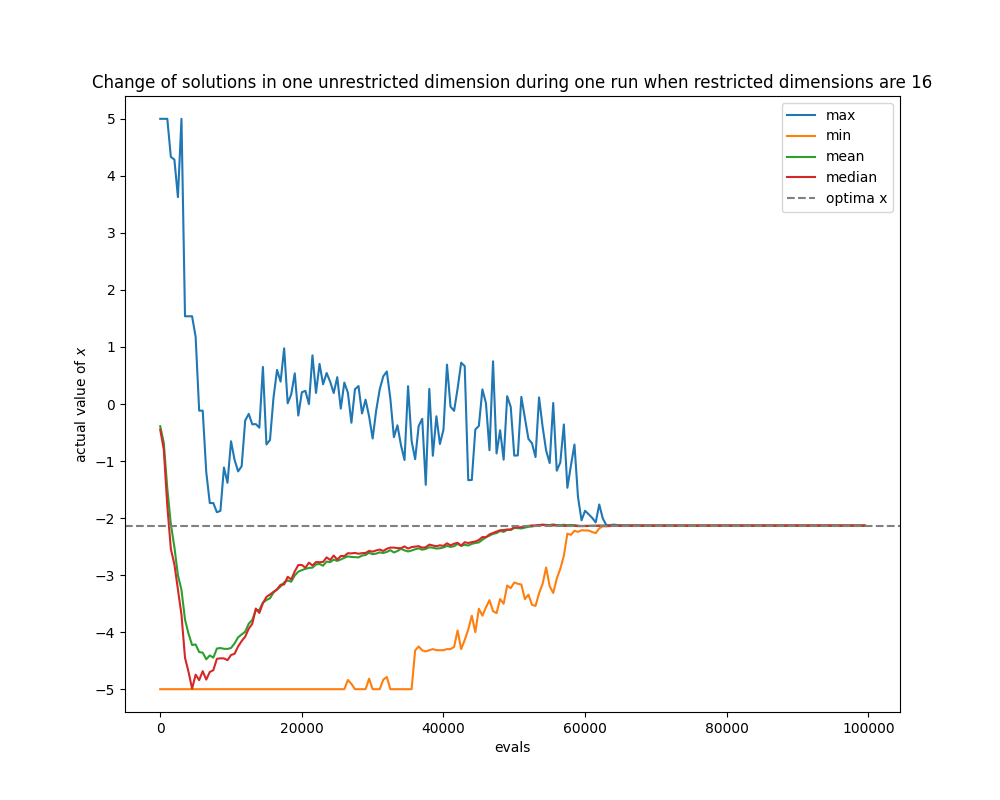 Change of solutions in one unrestricted dimension during one run when restricted dimensions are 16
max
min
mean
median
optima x
5
4
3
2
1
0
−1
−2
−3
−4
−5
actual value of x
0 20000 40000 60000 80000 100000
evals